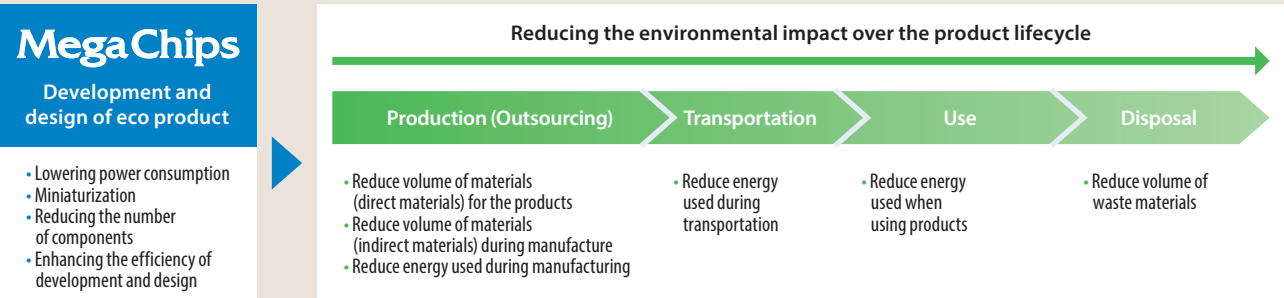 MegaChips
Development and
design of eco product
• Lowering power consumption
• Miniaturization
• Reducing the number
of components
• Enhancing the efficiency of
development and design
Reducing the environmental impact over the product lifecycle
Production (Outsourcing)
Transportation
Use
Disposal
• Reduce volume of materials
(direct materials) for the products
• Reduce volume of materials
(indirect materials) during manufacture
• Reduce energy used during manufacturing
• Reduce energy
used during
transportation
• Reduce energy
used when
using products
• Reduce volume of
waste materials